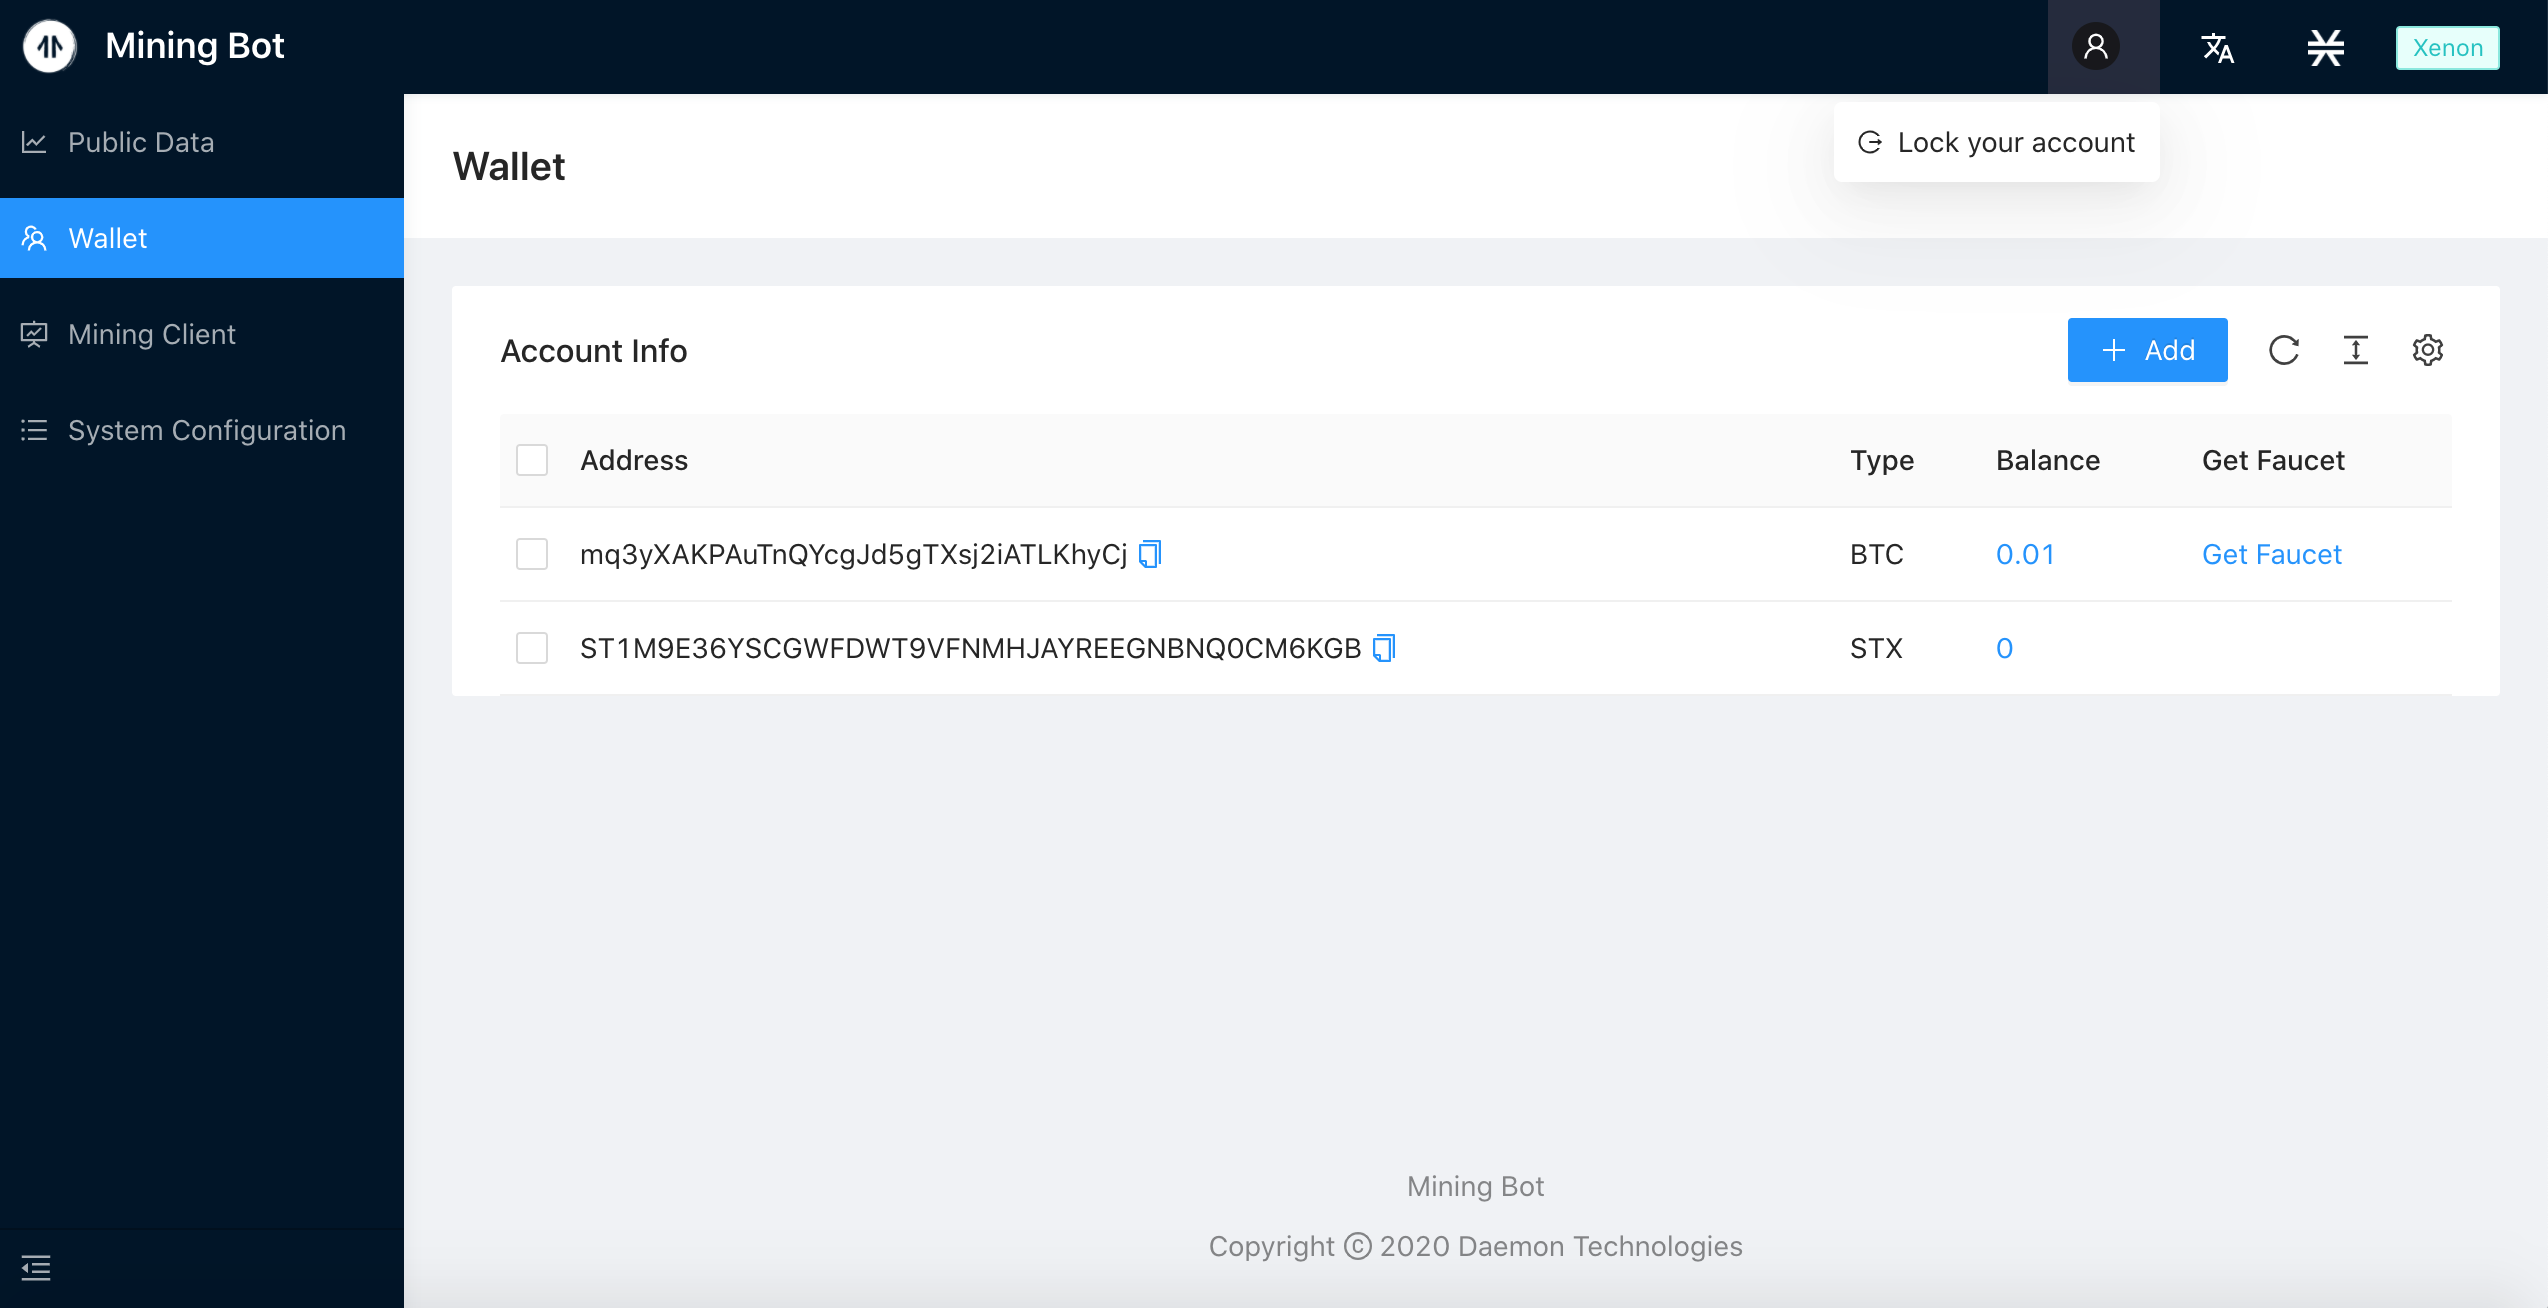 Mining Bot
Xenon
Public Data
Wallet
Mining Client
System Configuration
Lock your account
Wallet
Account Info
Add
Address Type Balance Get Faucet
mq3yXAKPAuTnQYcgJd5gTXsj2iATLKhyCj BTC 0.01 Get Faucet
ST1M9E36YSCGWFDWT9VFNMHJAYREEGNBNQ0CM6KGB STX 0
Mining Bot
Copyright © 2020 Daemon Technologies